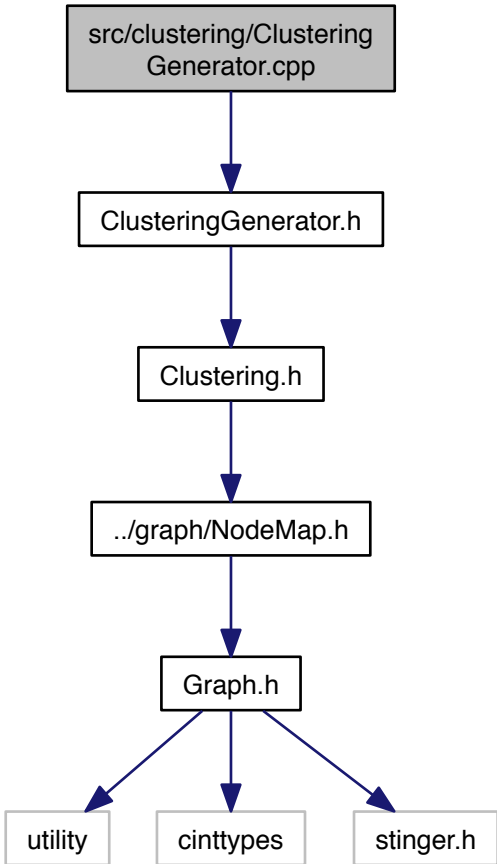 src/clustering/Clustering
Generator.cpp
ClusteringGenerator.h
Clustering.h
../graph/NodeMap.h
Graph.h
utility
cinttypes
stinger.h